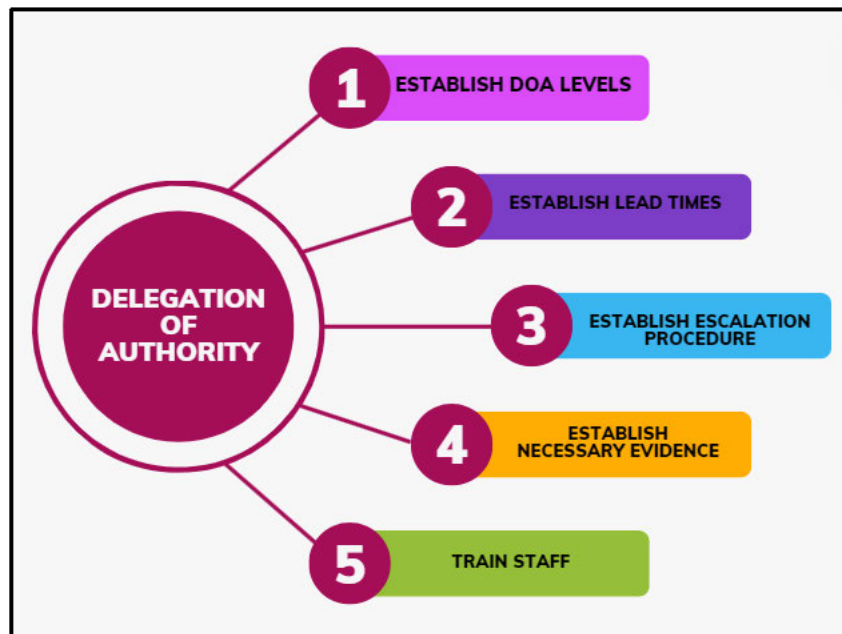 1
ESTABLISH DOA LEVELS
2
ESTABLISH LEAD TIMES
DELEGATION
OF
AUTHORITY
3
ESTABLISH ESCALATION
PROCEDURE
4
ESTABLISH
NECESSARY EVIDENCE
5
TRAIN STAFF